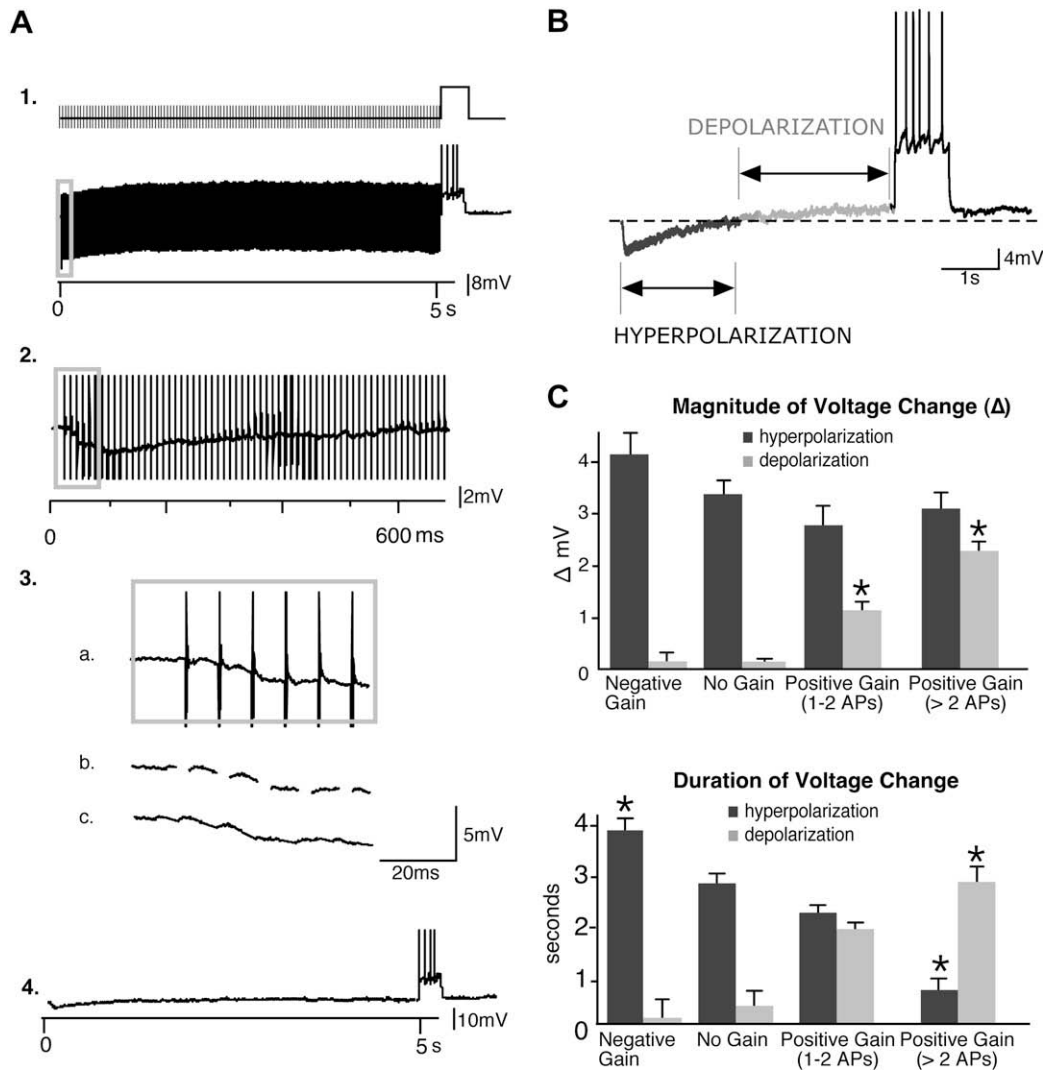 A
1.
8mV
0
5 s
2.
2mV
0
600 ms
3.
a.
b.
c.
5mV
20ms
4.
10mV
0
5 s
B
DEPOLARIZATION
4mV
1s
HYPERPOLARIZATION
C
Magnitude of Voltage Change (Δ)
hyperpolarization
depolarization
4
3
2
1
0
Δ mV
*
*
Negative Gain
No Gain
Positive Gain (1-2 APs)
Positive Gain (> 2 APs)
Duration of Voltage Change
hyperpolarization
depolarization
4
3
2
1
0
seconds
*
*
*
Negative Gain
No Gain
Positive Gain (1-2 APs)
Positive Gain (> 2 APs)